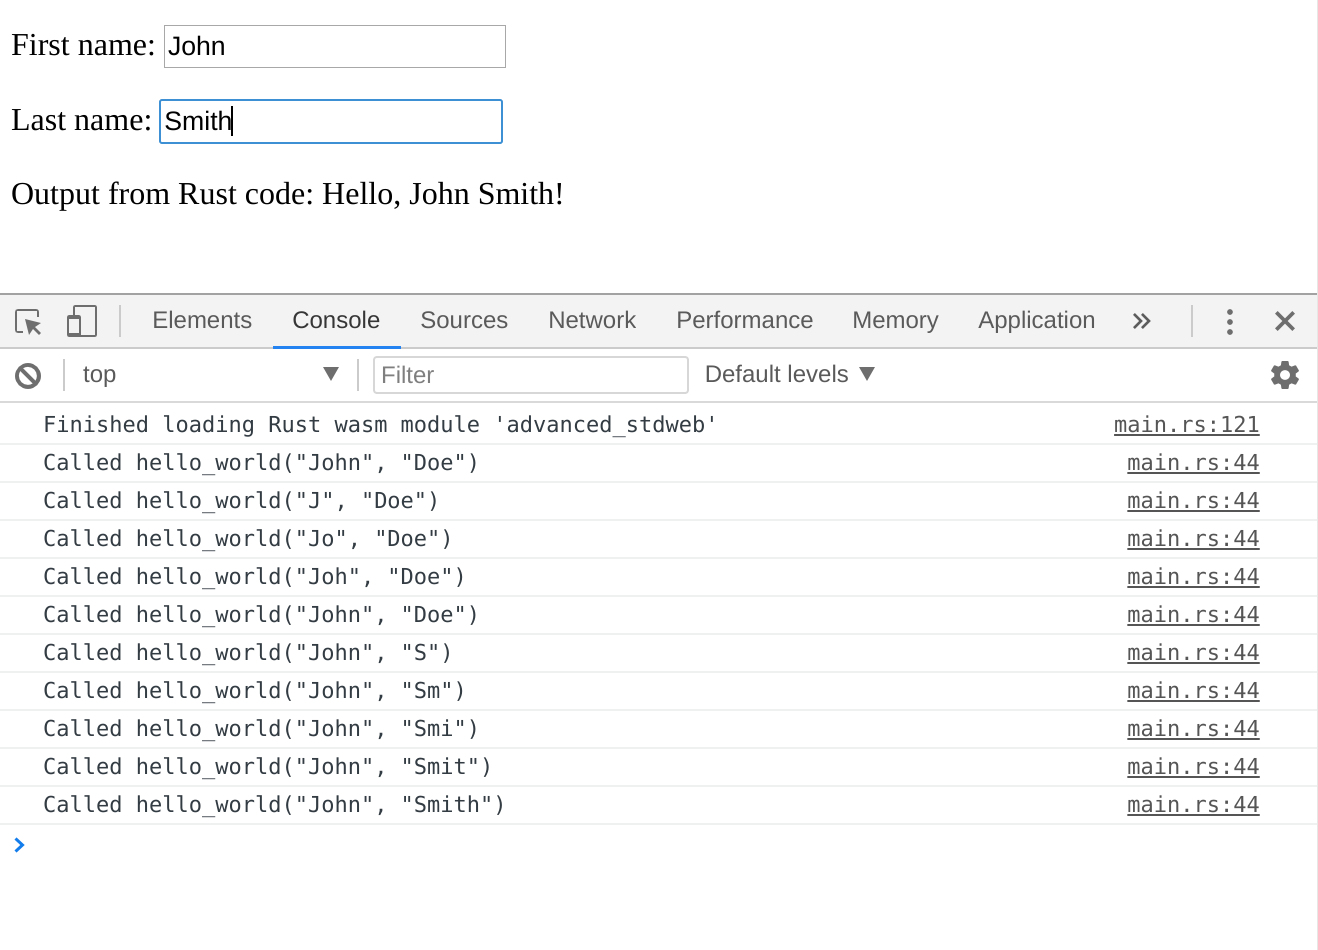 First name: John
Last name: Smith
Output from Rust code: Hello, John Smith!
Elements Console Sources Network Performance Memory Application
top Filter Default levels
Finished loading Rust wasm module 'advanced_stdweb' main.rs:121
Called hello_world("John", "Doe") main.rs:44
Called hello_world("J", "Doe") main.rs:44
Called hello_world("Jo", "Doe") main.rs:44
Called hello_world("Joh", "Doe") main.rs:44
Called hello_world("John", "Doe") main.rs:44
Called hello_world("John", "S") main.rs:44
Called hello_world("John", "Sm") main.rs:44
Called hello_world("John", "Smi") main.rs:44
Called hello_world("John", "Smit") main.rs:44
Called hello_world("John", "Smith") main.rs:44